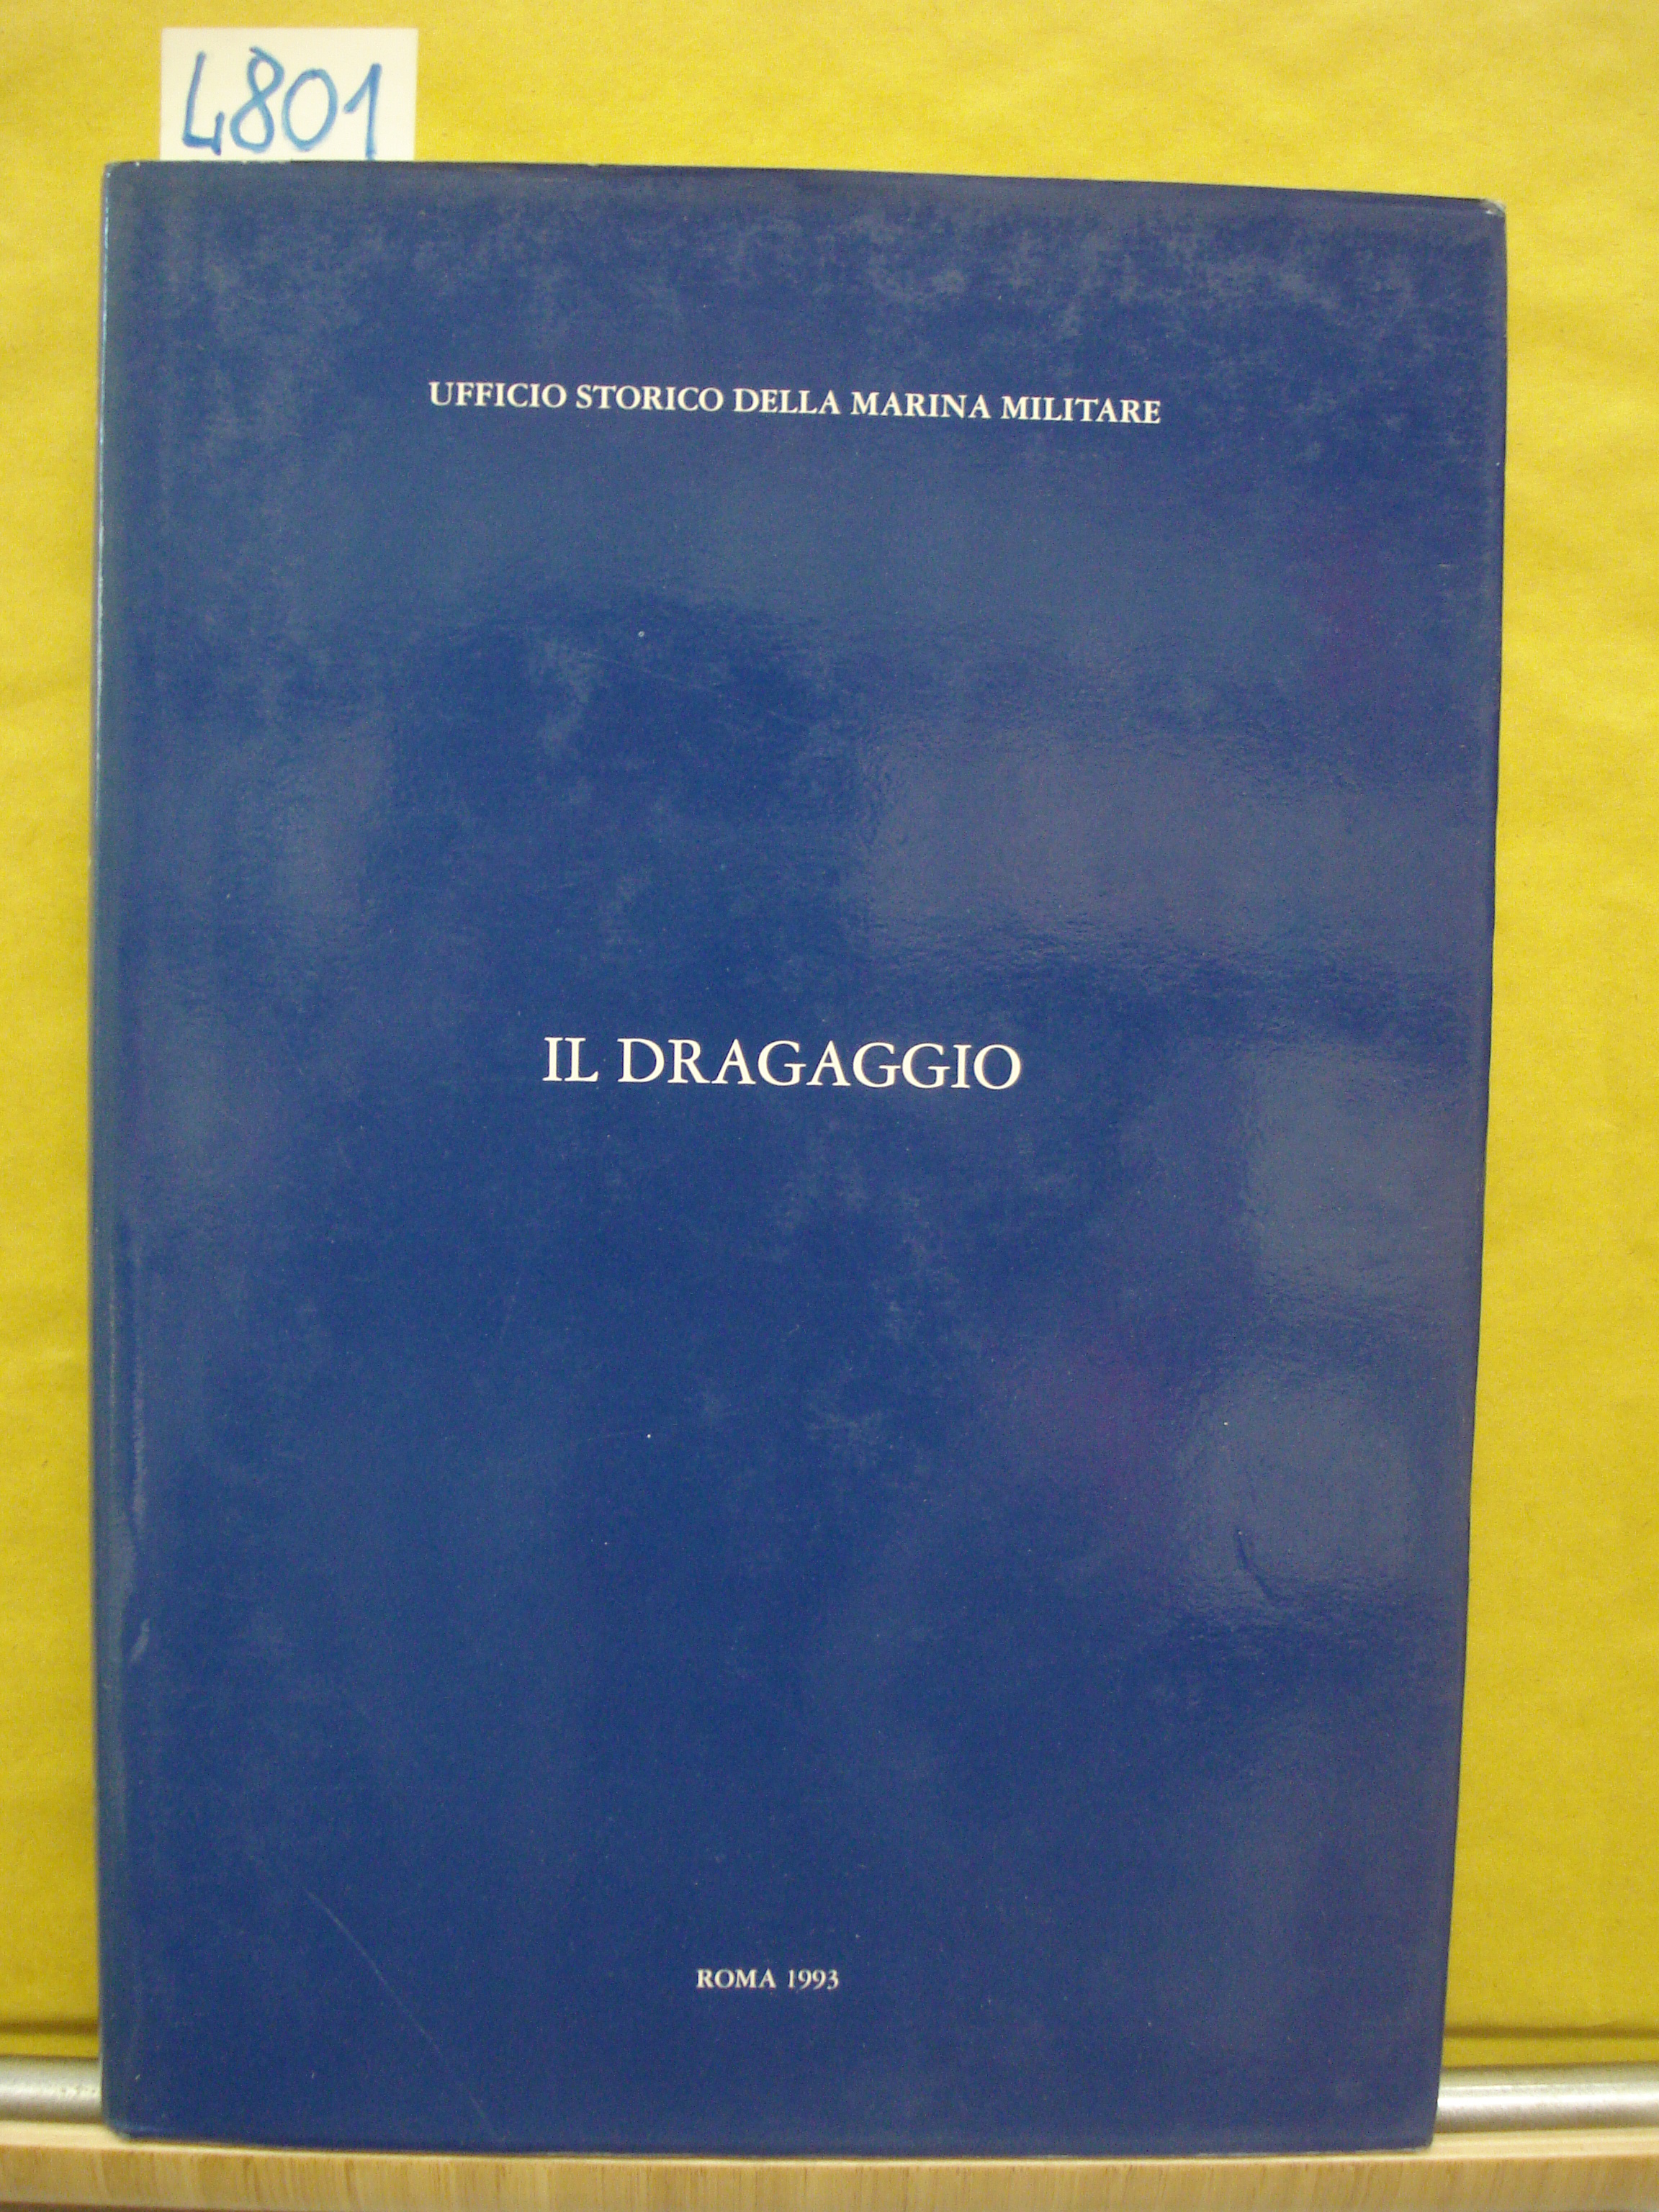 4801
UFFICIO STORICO DELLA MARINA MILITARE
IL DRAGAGGIO
ROMA 1993